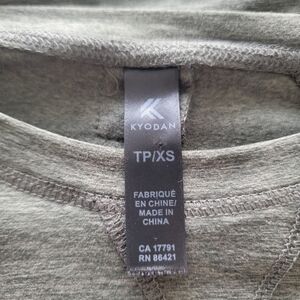 KYODAN
TP/XS
FABRIQUÉ
EN CHINE/
MADE IN
CHINA
CA 17791
RN 86421